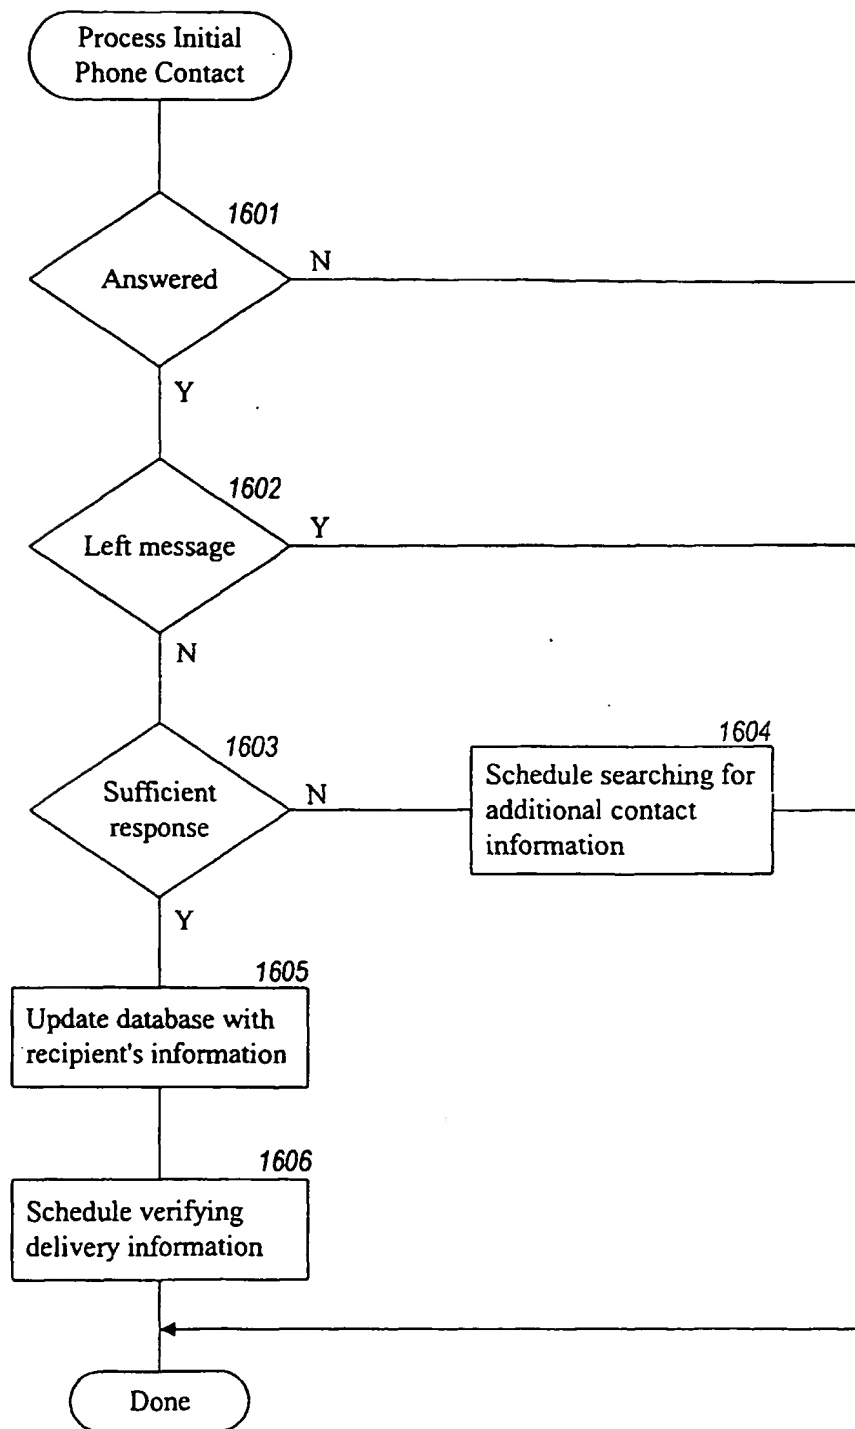 Process Initial
Phone Contact
1601
Answered
N
Y
1602
Left message
Y
N
1603
Sufficient
response
N
1604
Schedule searching for
additional contact
information
Y
1605
Update database with
recipient's information
1606
Schedule verifying
delivery information
Done